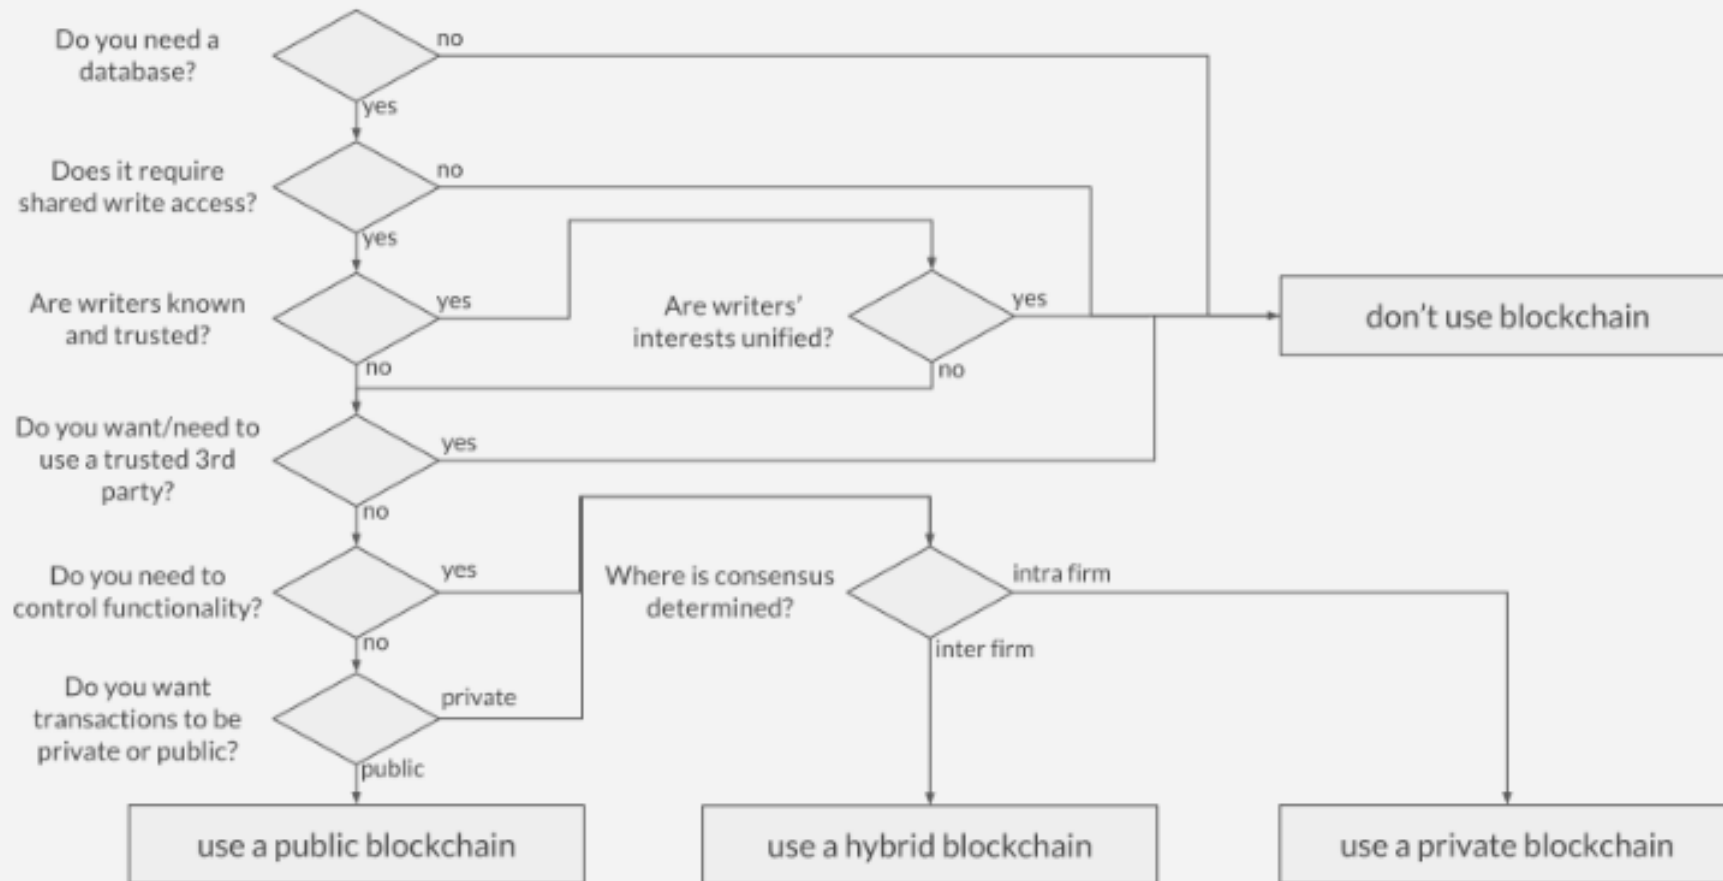 Do you need a
database?
no
yes
Does it require
shared write access?
no
yes
Are writers known
and trusted?
yes
no
Are writers'
interests unified?
yes
no
don't use blockchain
Do you want/need to
use a trusted 3rd
party?
yes
no
Do you need to
control functionality?
yes
no
Where is consensus
determined?
intra firm
inter firm
Do you want
transactions to be
private or public?
private
public
use a public blockchain
use a hybrid blockchain
use a private blockchain